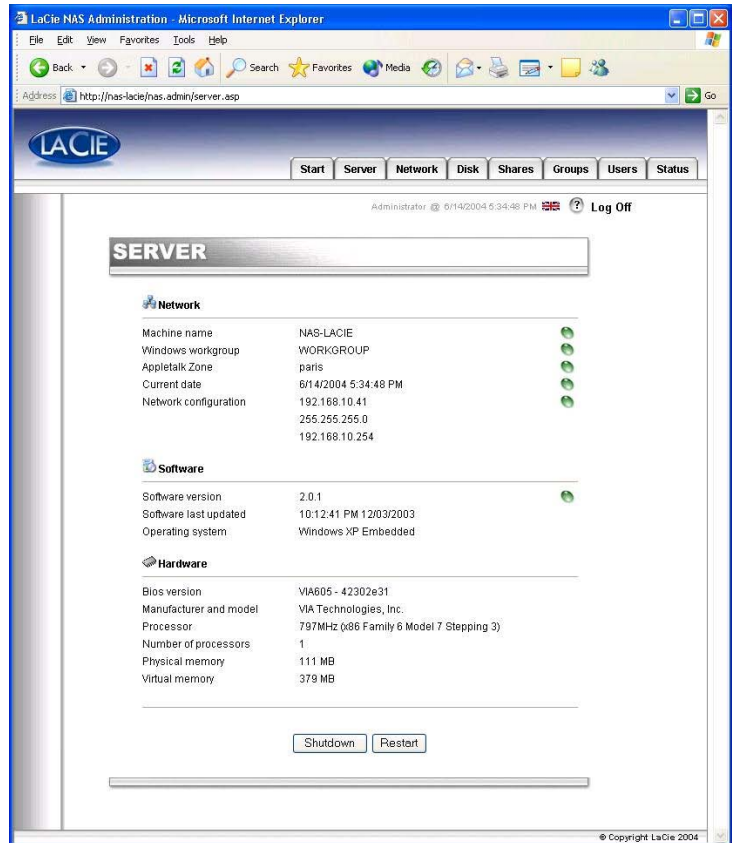 LaCie NAS Administration - Microsoft Internet Explorer
File Edit View Favorites Tools Help
Back Search Favorites Media
Address http://nas-lacie/nas.admin/server.asp Go
LACIE
Start Server Network Disk Shares Groups Users Status
Administrator @ 6/14/2004 5:34:48 PM ? Log Off
SERVER
Network
Machine name NAS-LACIE
Windows workgroup WORKGROUP
Appletalk Zone paris
Current date 6/14/2004 5:34:48 PM
Network configuration 192.168.10.41
255.255.255.0
192.168.10.254
Software
Software version 2.0.1
Software last updated 10:12:41 PM 12/03/2003
Operating system Windows XP Embedded
Hardware
Bios version VIA605 - 42302e31
Manufacturer and model VIA Technologies, Inc.
Processor 797MHz (x86 Family 6 Model 7 Stepping 3)
Number of processors 1
Physical memory 111 MB
Virtual memory 379 MB
Shutdown Restart
© Copyright LaCie 2004